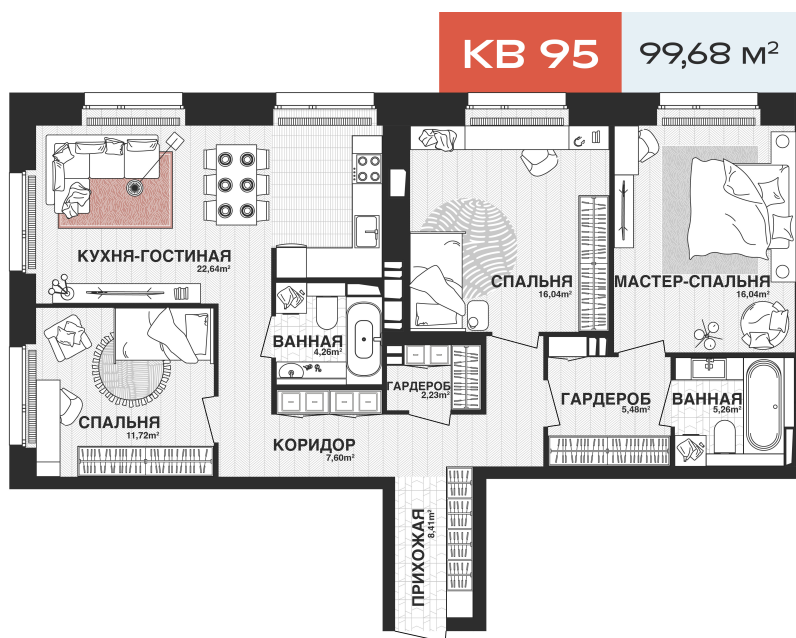 КВ 95
99,68 м²
КУХНЯ-ГОСТИНАЯ
22,64м²
СПАЛЬНЯ
16,04м²
МАСТЕР-СПАЛЬНЯ
16,04м²
ВАННАЯ
4,26м²
ГАРДЕРОБ
2,23м²
ГАРДЕРОБ
5,48м²
ВАННАЯ
5,26м²
СПАЛЬНЯ
11,72м²
КОРИДОР
7,60м²
ПРИХОЖАЯ
8,41м²